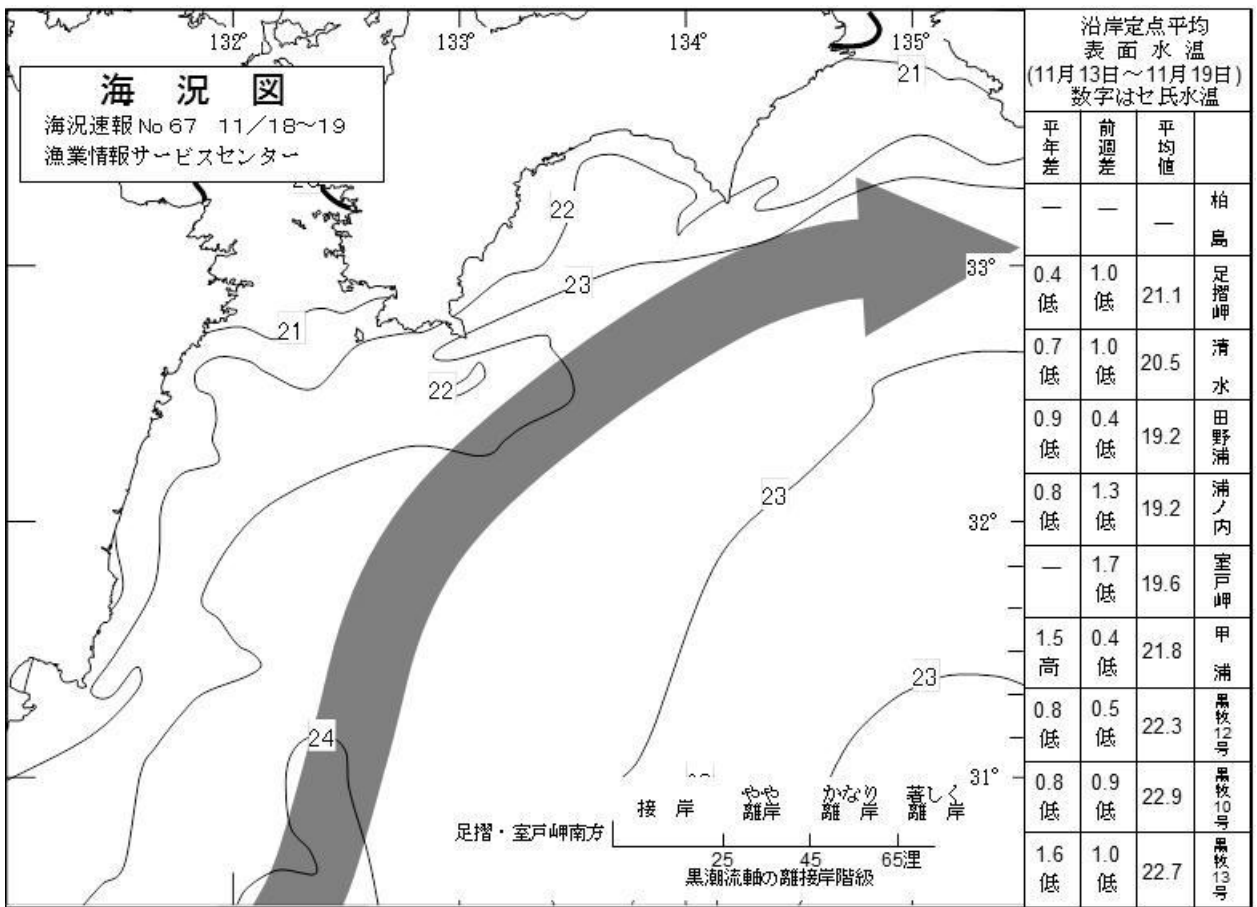 132°
133°
134°
135°
海 況 図
海況速報No67 11/18~19
漁業情報サービスセンター
21
22
23
33°
21
22
23
32°
23
24
31°
接 岸
やや
離岸
かなり
離 岸
著しく
離 岸
足摺・室戸岬南方
25 45 65浬
黒潮流軸の離接岸階級
沿岸定点平均
表 面 水 温
(11月13日~11月19日)
数字はセ氏水温
平年差 前週差 平均値
― ― ― 柏島
0.4低 1.0低 21.1 足摺岬
0.7低 1.0低 20.5 清水
0.9低 0.4低 19.2 田野浦
0.8低 1.3低 19.2 浦ノ内
― 1.7低 19.6 室戸岬
1.5高 0.4低 21.8 甲浦
0.8低 0.5低 22.3 黒牧12号
0.8低 0.9低 22.9 黒牧10号
1.6低 1.0低 22.7 黒牧13号